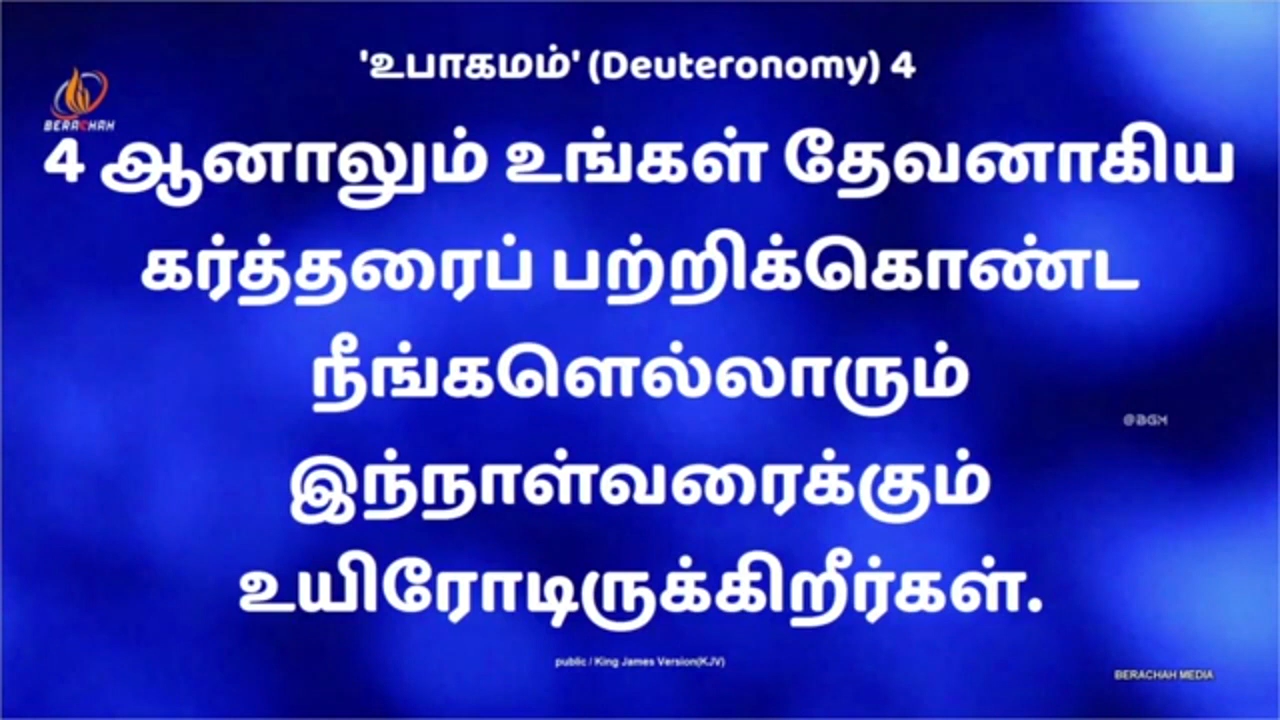 'உபாகமம்' (Deuteronomy) 4
BERACHAH
4 ஆனாலும் உங்கள் தேவனாகிய
கர்த்தரைப் பற்றிக்கொண்ட
நீங்களெல்லாரும்
@BGM
இந்நாள்வரைக்கும்
உயிரோடிருக்கிறீர்கள்.
public / King James Version(KJV)
BERACHAH MEDIA